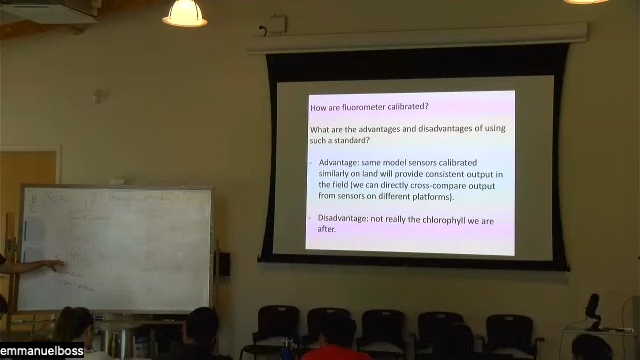 How are fluorometer calibrated?
What are the advantages and disadvantages of using
such a standard?
- Advantage: same model sensors calibrated
similarly on land will provide consistent output in
the field (we can directly cross-compare output
from sensors on different platforms).
- Disadvantage: not really the chlorophyll we are
after.
emmanuelboss